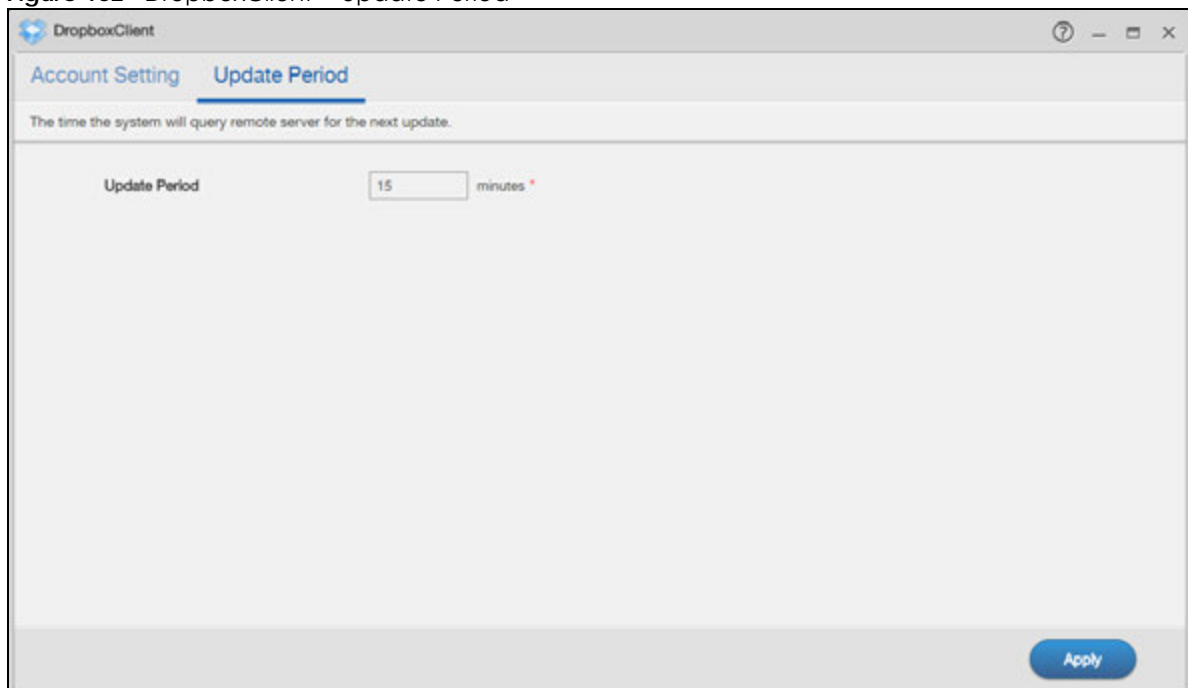 DropboxClient
Account Setting Update Period
The time the system will query remote server for the next update.
Update Period 15 minutes *
Apply